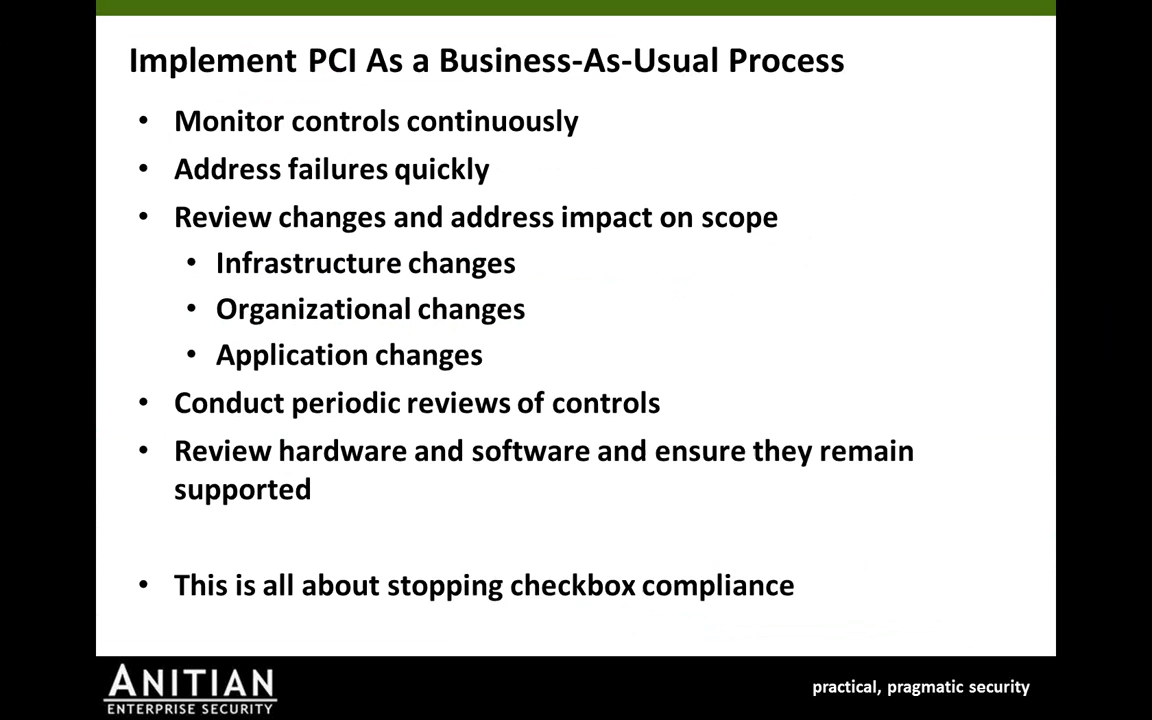 Implement PCI As a Business-As-Usual Process
• Monitor controls continuously
• Address failures quickly
• Review changes and address impact on scope
• Infrastructure changes
• Organizational changes
• Application changes
• Conduct periodic reviews of controls
• Review hardware and software and ensure they remain
supported
• This is all about stopping checkbox compliance
ANITIAN
ENTERPRISE SECURITY
practical, pragmatic security